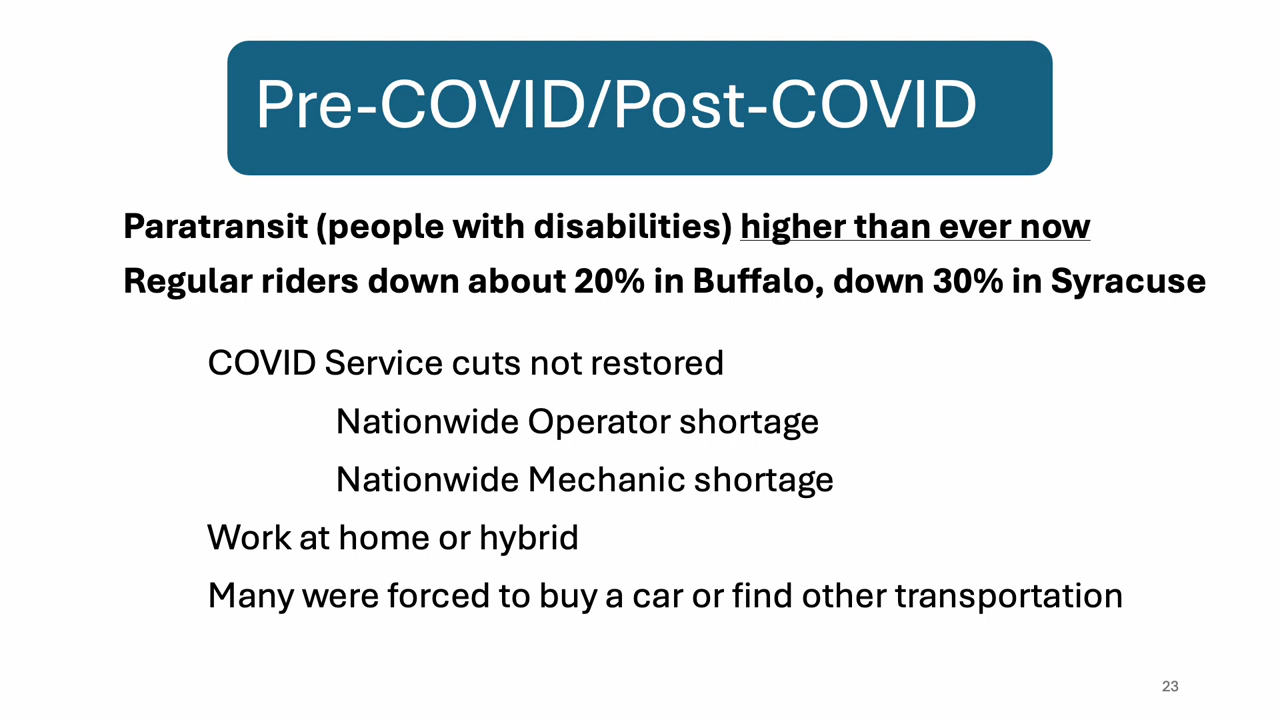 Pre-COVID/Post-COVID
Paratransit (people with disabilities) higher than ever now
Regular riders down about 20% in Buffalo, down 30% in Syracuse
COVID Service cuts not restored
Nationwide Operator shortage
Nationwide Mechanic shortage
Work at home or hybrid
Many were forced to buy a car or find other transportation
23